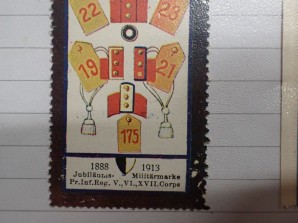 22 23
19 21
175
1888 1913
Jubiläums- Militärmarke
Pr.Inf.Reg. V.,VI.,XVII.Corps